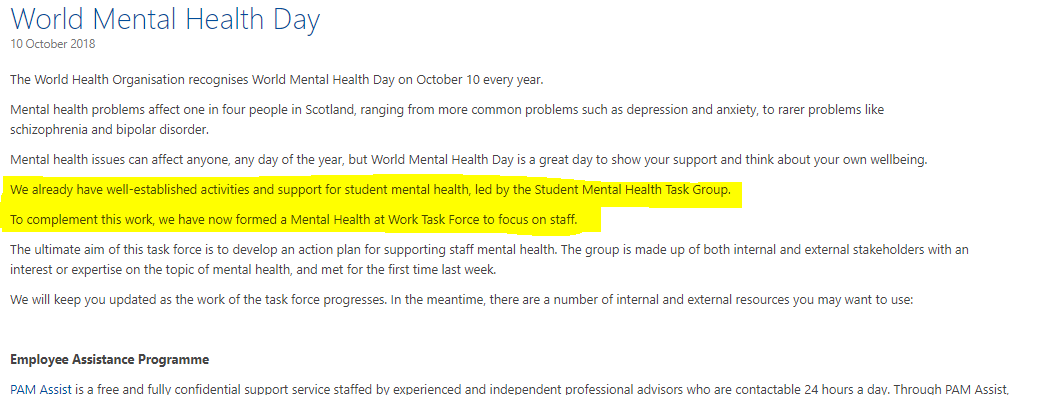 World Mental Health Day
10 October 2018
The World Health Organisation recognises World Mental Health Day on October 10 every year.
Mental health problems affect one in four people in Scotland, ranging from more common problems such as depression and anxiety, to rarer problems like
schizophrenia and bipolar disorder.
Mental health issues can affect anyone, any day of the year, but World Mental Health Day is a great day to show your support and think about your own wellbeing.
We already have well-established activities and support for student mental health, led by the Student Mental Health Task Group.
To complement this work, we have now formed a Mental Health at Work Task Force to focus on staff.
The ultimate aim of this task force is to develop an action plan for supporting staff mental health. The group is made up of both internal and external stakeholders with an
interest or expertise on the topic of mental health, and met for the first time last week.
We will keep you updated as the work of the task force progresses. In the meantime, there are a number of internal and external resources you may want to use:
Employee Assistance Programme
PAM Assist is a free and fully confidential support service staffed by experienced and independent professional advisors who are contactable 24 hours a day. Through PAM Assist,